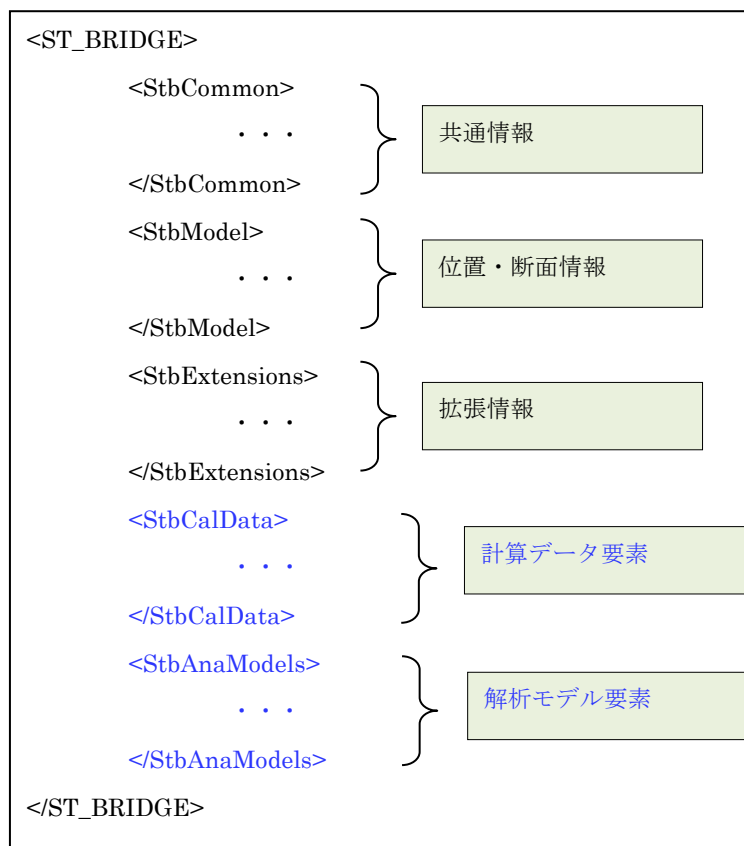 <ST_BRIDGE>
<StbCommon>
・・・
共通情報
</StbCommon>
<StbModel>
・・・
位置・断面情報
</StbModel>
<StbExtensions>
・・・
拡張情報
</StbExtensions>
<StbCalData>
・・・
計算データ要素
</StbCalData>
<StbAnaModels>
・・・
解析モデル要素
</StbAnaModels>
</ST_BRIDGE>